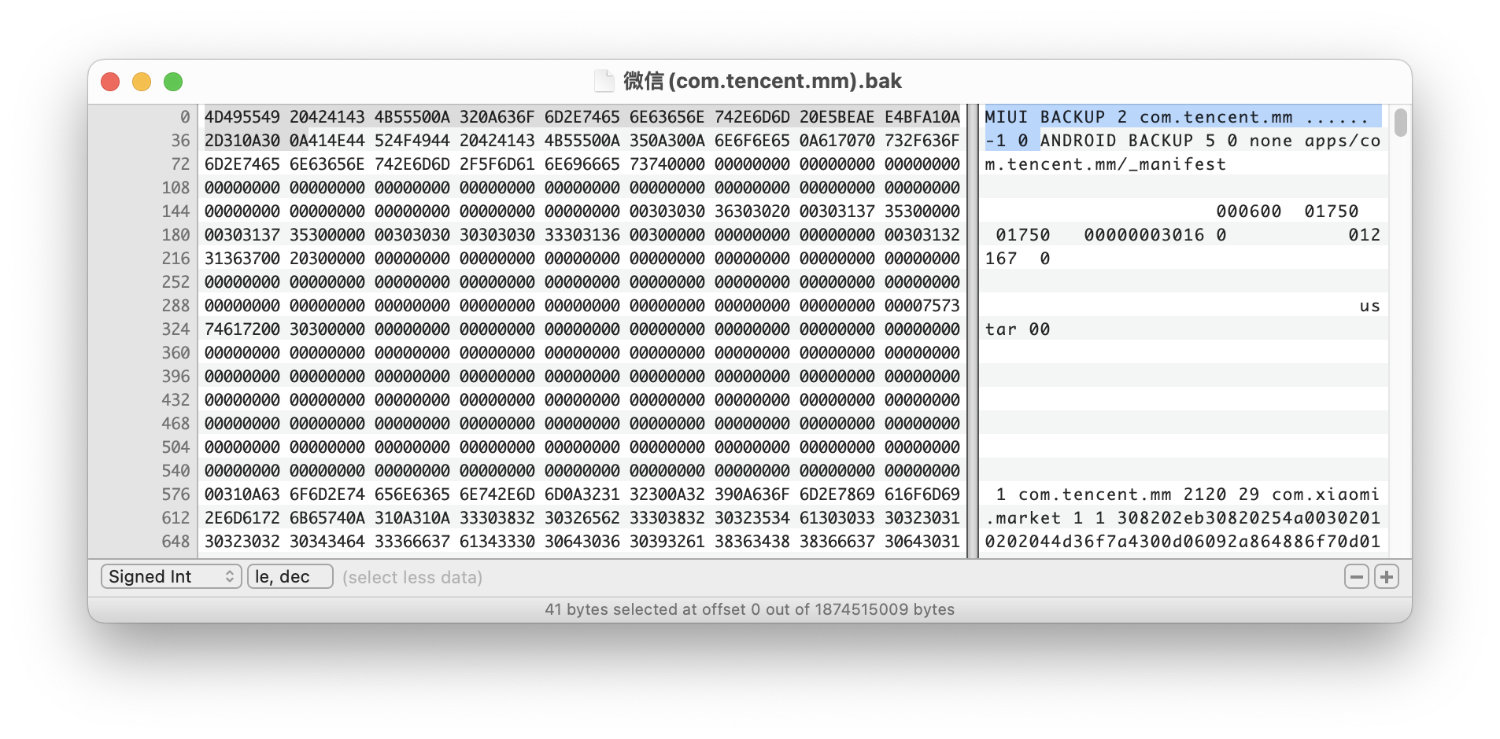 微信 (com.tencent.mm).bak
0 4D495549 20424143 4B55500A 320A636F 6D2E7465 6E63656E 742E6D6D 20E5BEAE E4BFA10A MIUI BACKUP 2 com.tencent.mm ......
36 2D310A30 0A414E44 524F4944 20424143 4B55500A 350A300A 6E6F6E65 0A617070 732F636F -1 0 ANDROID BACKUP 5 0 none apps/co
72 6D2E7465 6E63656E 742E6D6D 2F5F6D61 6E696665 73740000 00000000 00000000 00000000 m.tencent.mm/_manifest
108 00000000 00000000 00000000 00000000 00000000 00000000 00000000 00000000 00000000
144 00000000 00000000 00000000 00000000 00303030 36303020 00303137 35300000 01750 000600 01750
180 00303137 35300000 00303030 30303030 33303136 00300000 00000000 00303132 01750 00000003016 0 012
216 31363700 20300000 00000000 00000000 00000000 00000000 00000000 00000000 00000000 167 0
252 00000000 00000000 00000000 00000000 00000000 00000000 00000000 00000000 00000000
288 00000000 00000000 00000000 00000000 00000000 00000000 00000000 00000000 00007573 us
324 74617200 30300000 00000000 00000000 00000000 00000000 00000000 00000000 00000000 tar 00
360 00000000 00000000 00000000 00000000 00000000 00000000 00000000 00000000 00000000
396 00000000 00000000 00000000 00000000 00000000 00000000 00000000 00000000 00000000
432 00000000 00000000 00000000 00000000 00000000 00000000 00000000 00000000 00000000
468 00000000 00000000 00000000 00000000 00000000 00000000 00000000 00000000 00000000
504 00000000 00000000 00000000 00000000 00000000 00000000 00000000 00000000 00000000
540 00000000 00000000 00000000 00000000 00000000 00000000 00000000 00000000 00000000
576 00310A63 6F6D2E74 656E6365 6E742E6D 6D0A3231 32300A32 390A636F 6D2E7869 616F6D69 1 com.tencent.mm 2120 29 com.xiaomi
612 2E6D6172 6B65740A 310A310A 33303832 30326562 33303832 30323534 61303033 30323031 .market 1 1 308202eb30820254a0030201
648 30323032 30343464 33366637 61343330 30643036 30393261 38363438 38366637 30643031 0202044d36f7a4300d06092a864886f70d01
Signed Int le, dec (select less data)
41 bytes selected at offset 0 out of 1874515009 bytes